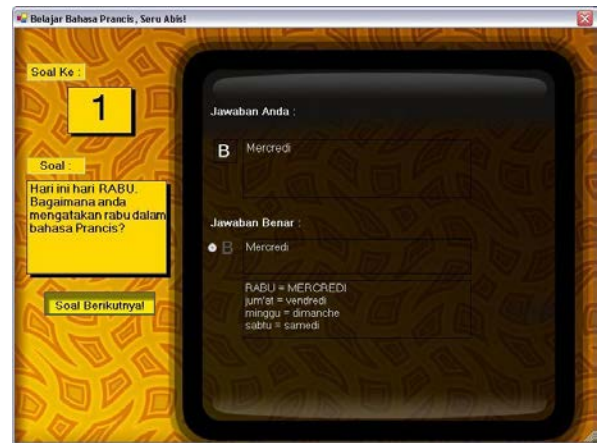 Belajar Bahasa Prancis, Seru Abis!
Soal Ke :
1
Soal :
Hari ini hari RABU.
Bagaimana anda
mengatakan rabu dalam
bahasa Prancis?
Soal Berikutnya!
Jawaban Anda :
B Mercredi
Jawaban Benar :
B Mercredi
RABU = MERCREDI
jum'at = vendredi
minggu = dimanche
sabtu = samedi